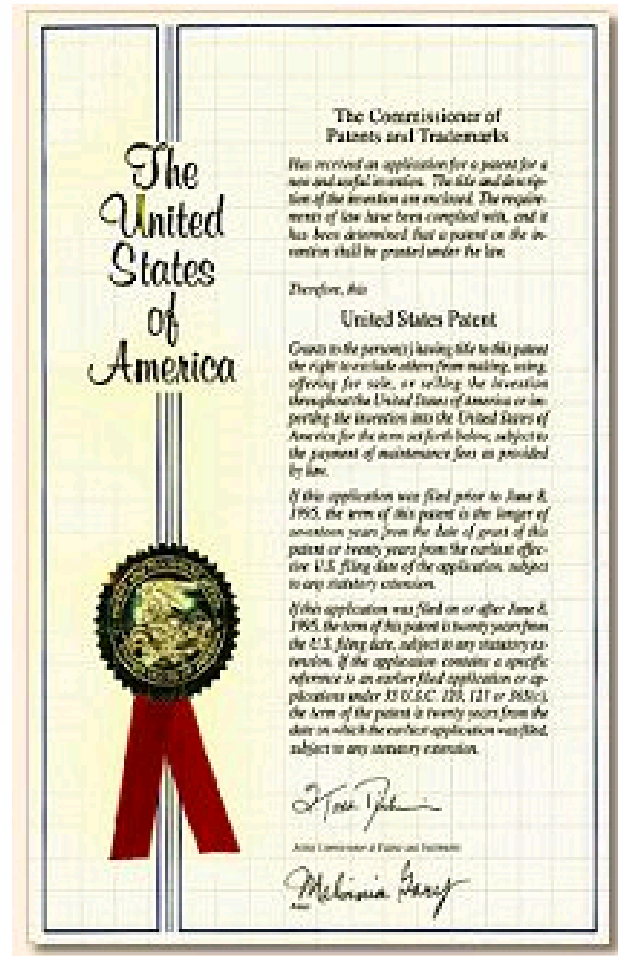 The
United
States
of
America
The Commissioner of
Patents and Trademarks
Has received an application for a patent for a
new and useful invention. The title and descrip-
tion of the invention are enclosed. The require-
ments of law have been complied with, and it
has been determined that a patent on the in-
vention shall be granted under the law.
Therefore, this
United States Patent
Grants to the person(s) having title to this patent
the right to exclude others from making, using,
offering for sale, or selling the invention
throughout the United States of America or im-
porting the invention into the United States of
America for the term set forth below, subject to
the payment of maintenance fees as provided
by law.
If this application was filed prior to June 8,
1995, the term of this patent is the longer of
seventeen years from the date of grant of this
patent or twenty years from the earliest effec-
tive U.S. filing date of the application, subject
to any statutory extension.
If this application was filed on or after June 8,
1995, the term of this patent is twenty years from
the U.S. filing date, subject to any statutory ex-
tension. If the application contains a specific
reference to an earlier filed application or ap-
plications under 35 U.S.C. 120, 121 or 365(c),
the term of the patent is twenty years from the
date on which the earliest application was filed,
subject to any statutory extension.
Commissioner of Patents and Trademarks